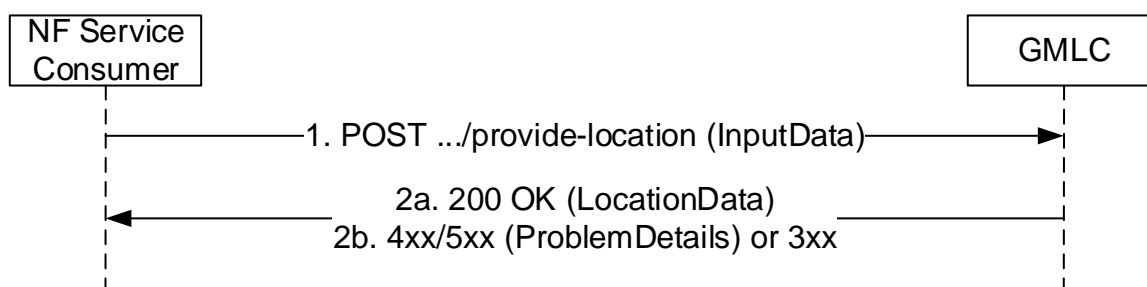 NF Service
Consumer
GMLC
1. POST .../provide-location (InputData)
2a. 200 OK (LocationData)
2b. 4xx/5xx (ProblemDetails) or 3xx